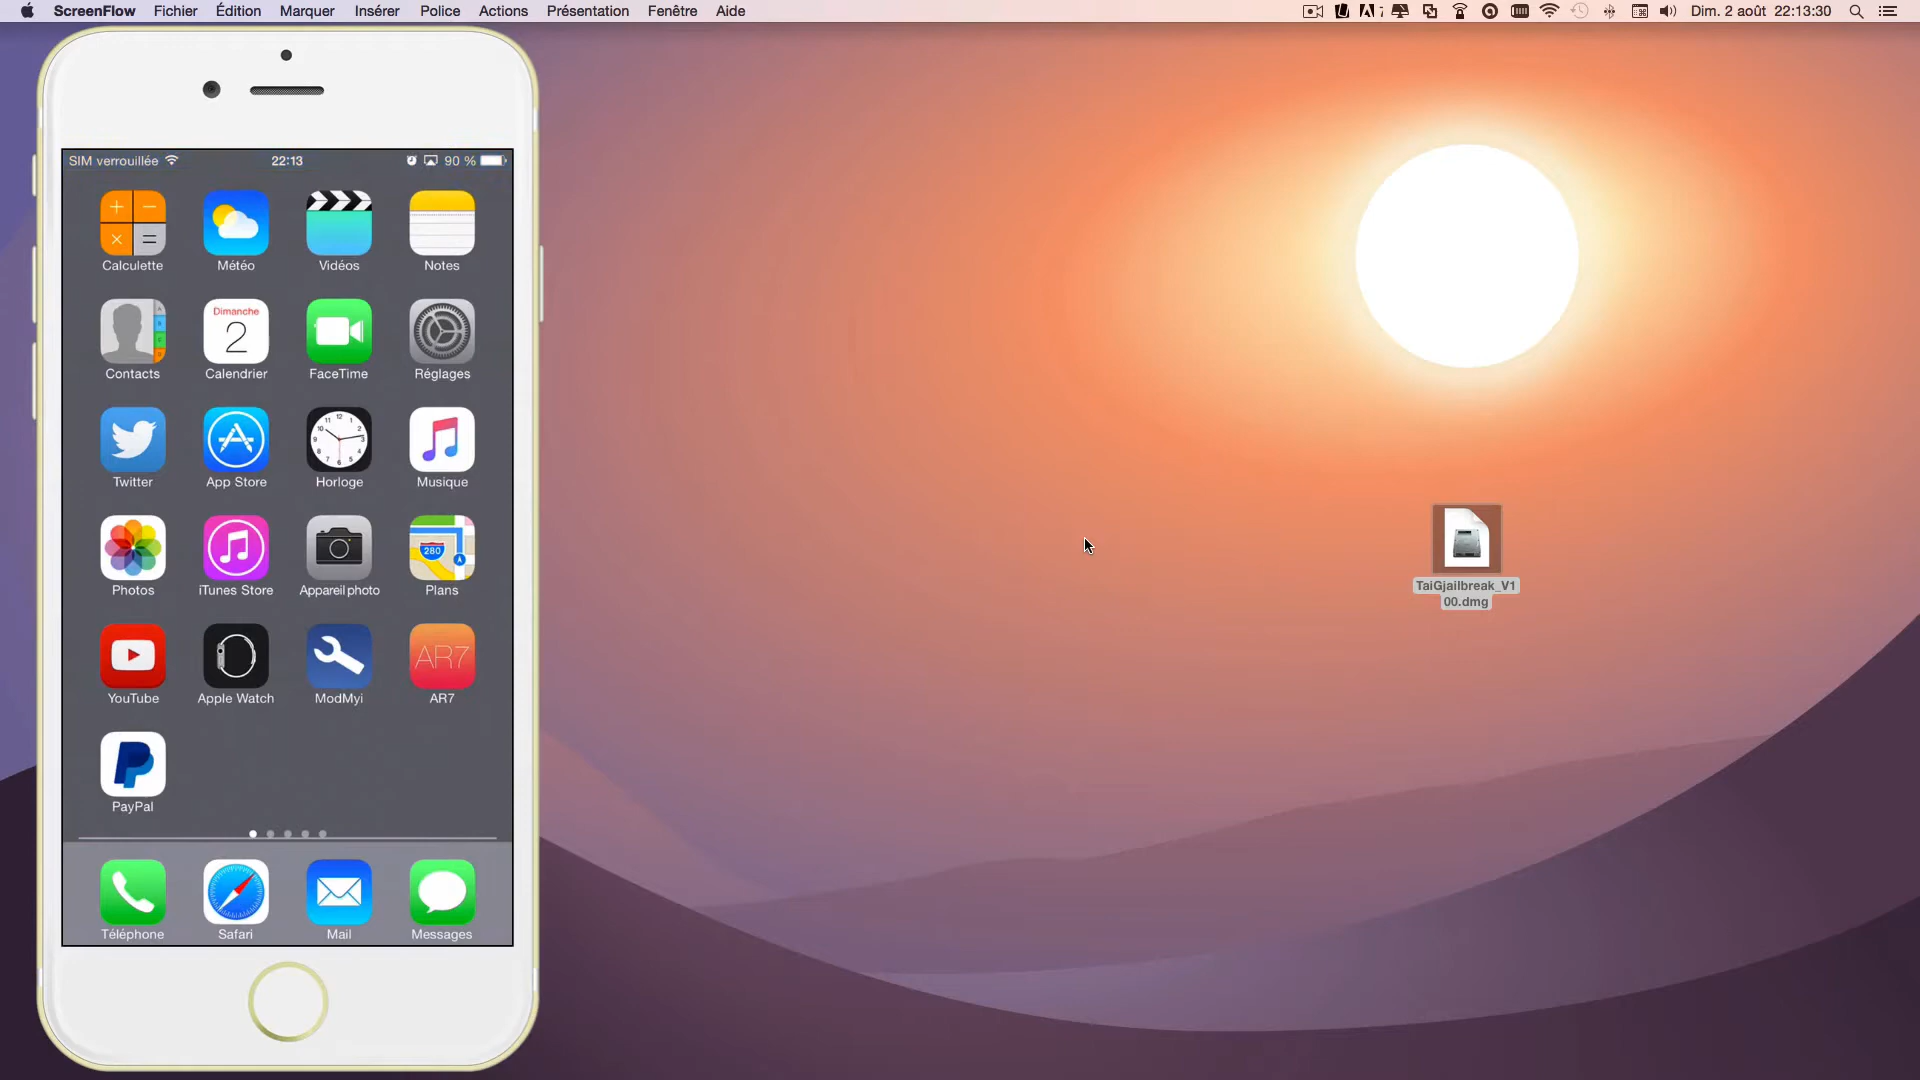 ScreenFlow Fichier Édition Marquer Insérer Police Actions Présentation Fenêtre Aide
7 Dim. 2 août 22:13:30
SIM verrouillée 22:13 90 %
Calculette Météo Vidéos Notes
Dimanche
2
Contacts Calendrier FaceTime Réglages
Twitter App Store Horloge Musique
280
Photos iTunes Store Appareil photo Plans
AR7
YouTube Apple Watch ModMyi AR7
PayPal
Téléphone Safari Mail Messages
TaiGjailbreak_V1
00.dmg